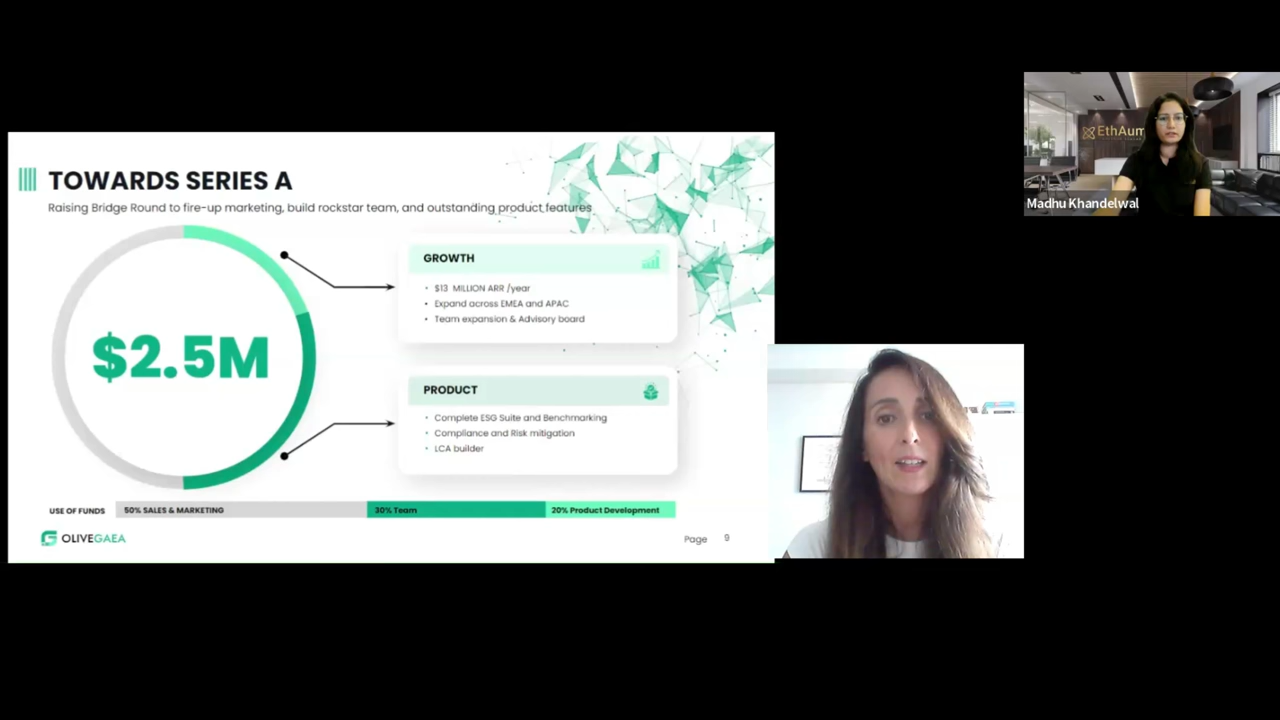 TOWARDS SERIES A
Raising Bridge Round to fire-up marketing, build rockstar team, and outstanding product features
$2.5M
GROWTH
• $13 MILLION ARR /year
• Expand across EMEA and APAC
• Team expansion & Advisory board
PRODUCT
• Complete ESG Suite and Benchmarking
• Compliance and Risk mitigation
• LCA builder
USE OF FUNDS
50% SALES & MARKETING
30% Team
20% Product Development
OLIVEGAEA
Page 9
EthAum
Madhu Khandelwal